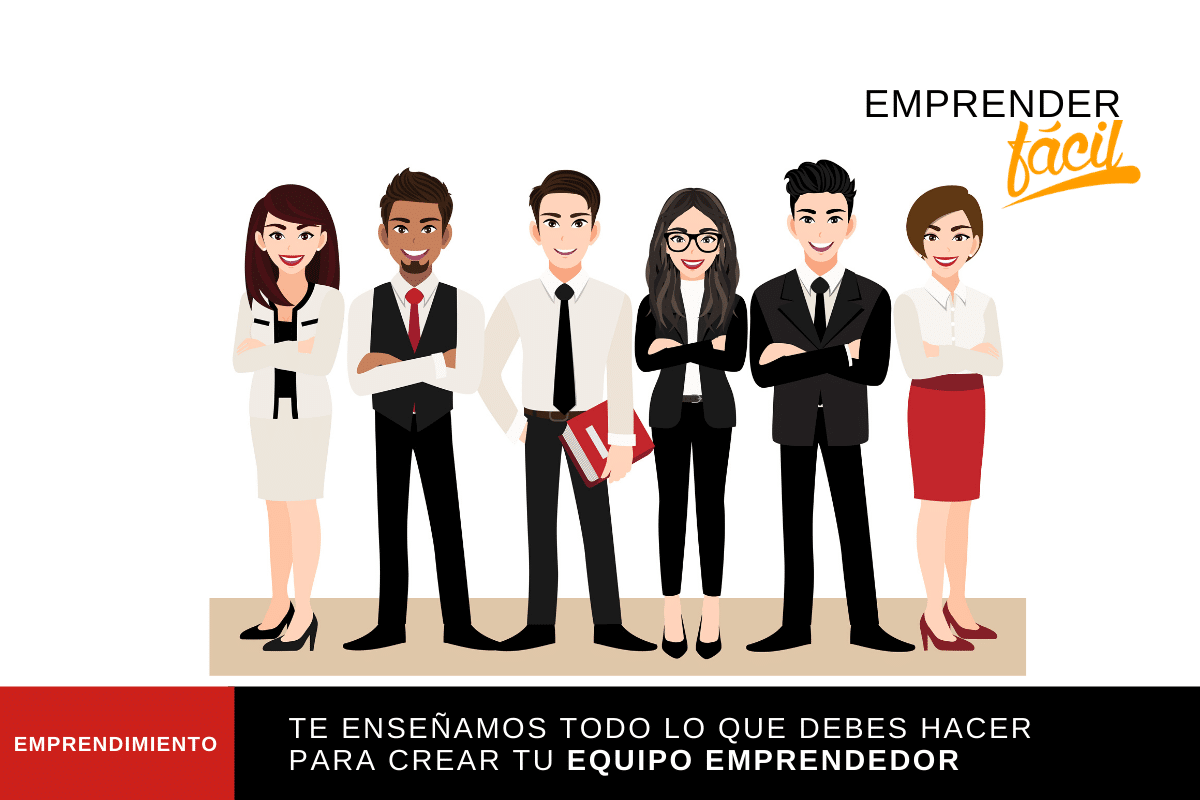 EMPRENDER
fácil
EMPRENDIMIENTO
TE ENSEÑAMOS TODO LO QUE DEBES HACER
PARA CREAR TU EQUIPO EMPRENDEDOR